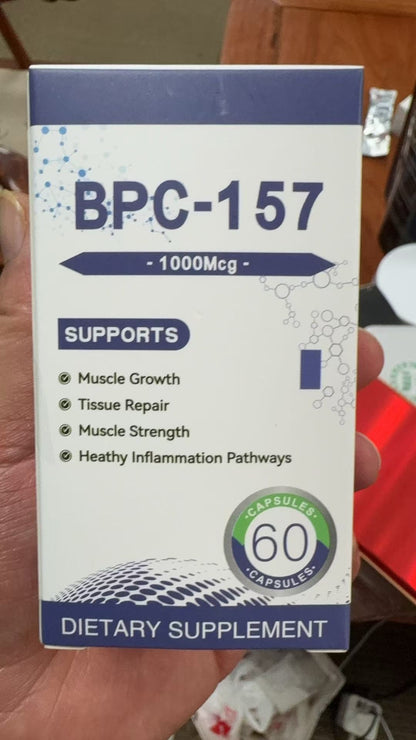 BPC-157
- 1000Mcg -
SUPPORTS
Muscle Growth
Tissue Repair
Muscle Strength
Heathy Inflammation Pathways
·CAPSULES·
60
·CAPSULES·
DIETARY SUPPLEMENT